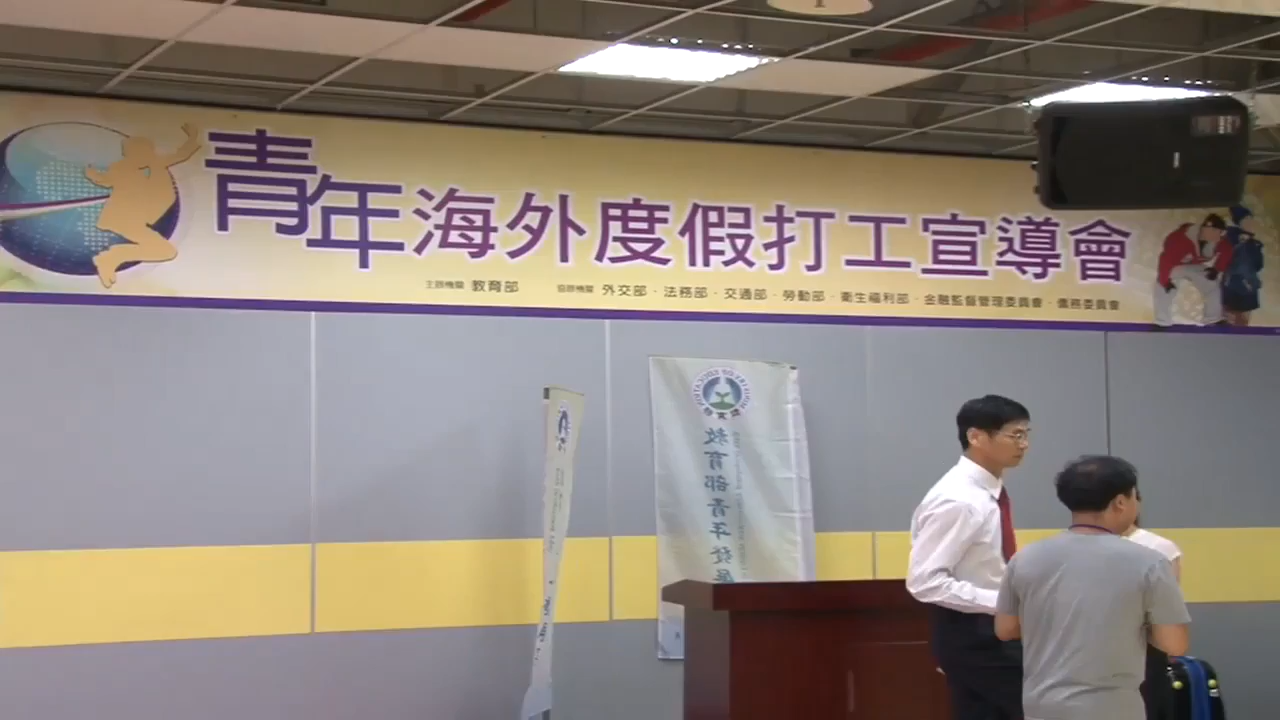 青年海外度假打工宣導會
主辦機關 教育部 協辦機關 外交部・法務部・交通部・勞動部・衛生福利部・金融監督管理委員會・僑務委員會
教育部青年發展